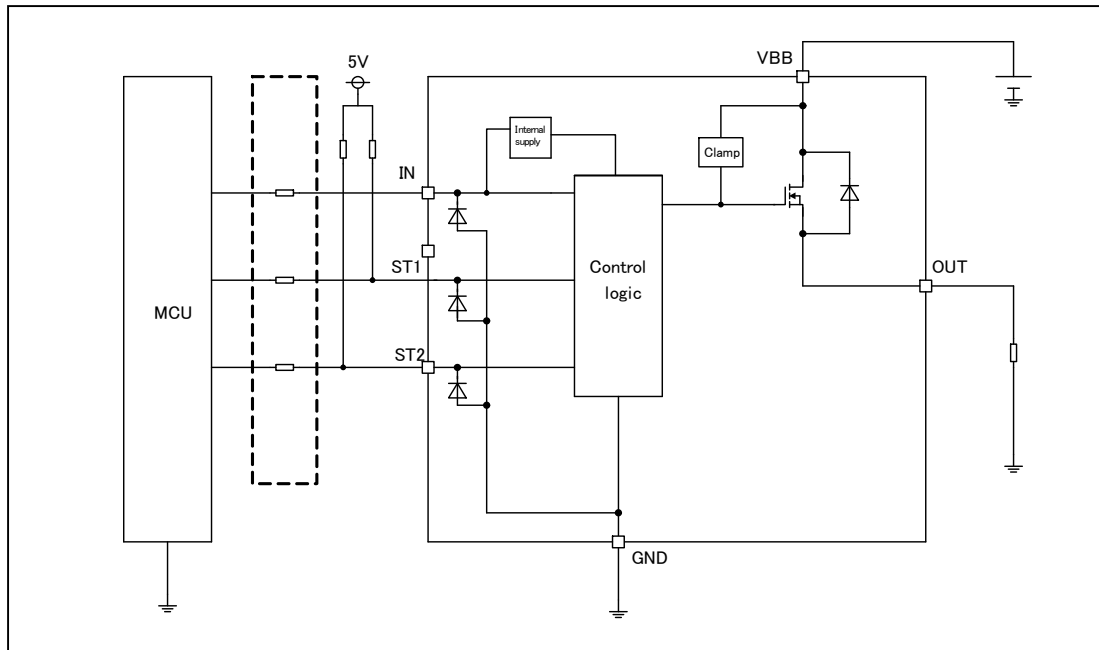 VBB
5V
Internal
supply
Clamp
IN
ST1
Control
logic
OUT
MCU
ST2
GND